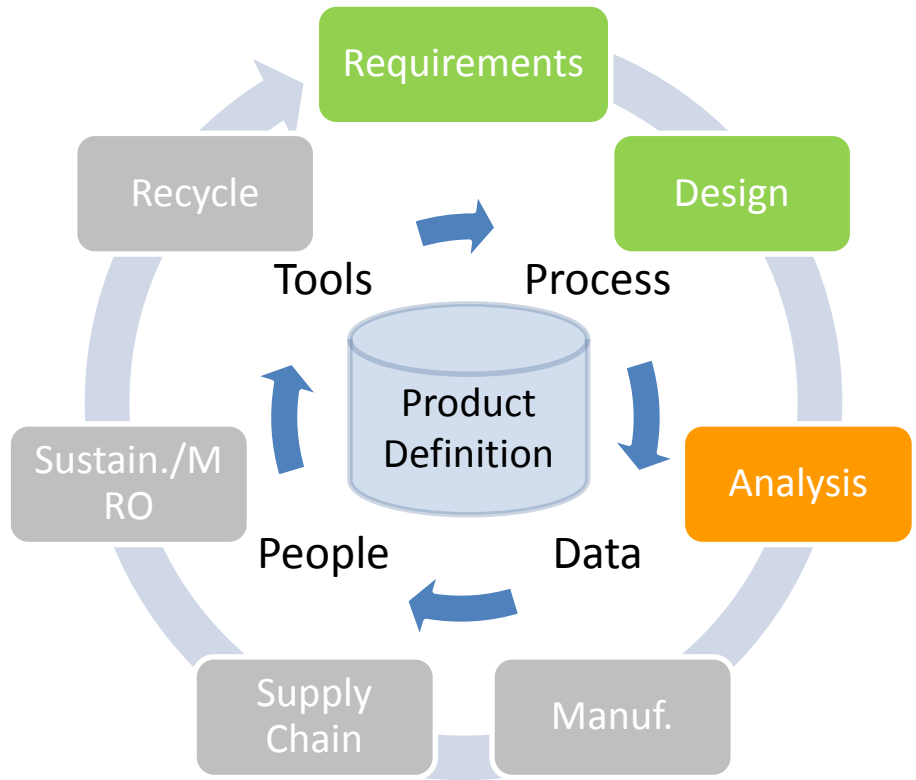 Requirements
Recycle
Design
Tools
Process
Product
Definition
Sustain./M
RO
Analysis
People
Data
Supply
Chain
Manuf.